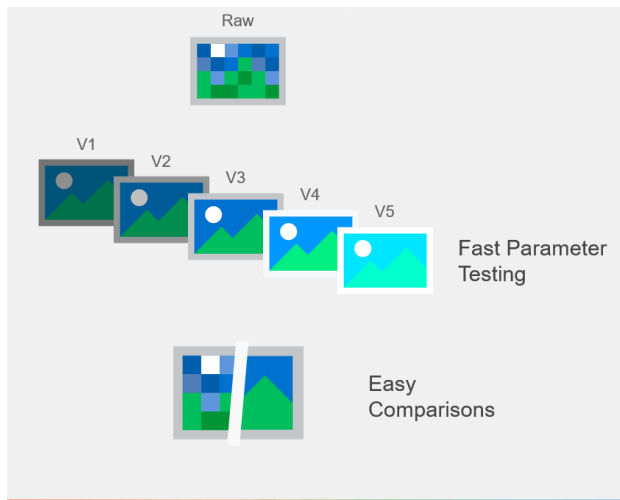 Raw
V1
V2
V3
V4
V5
Fast Parameter
Testing
Easy
Comparisons